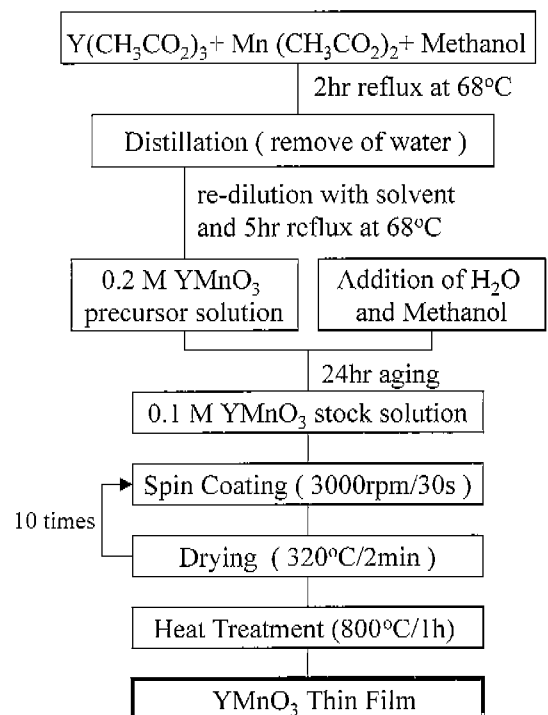 Y(CH₃CO₂)₃+ Mn (CH₃CO₂)₂+ Methanol
2hr reflux at 68°C
Distillation ( remove of water )
re-dilution with solvent
and 5hr reflux at 68°C
0.2 M YMnO₃
precursor solution
Addition of H₂O
and Methanol
24hr aging
0.1 M YMnO₃ stock solution
Spin Coating ( 3000rpm/30s )
10 times
Drying ( 320°C/2min )
Heat Treatment (800°C/1h)
YMnO₃ Thin Film